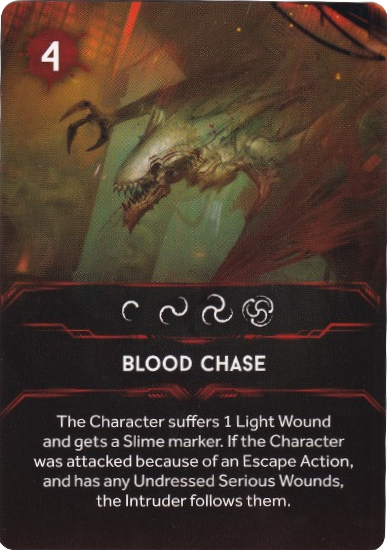 4
BLOOD CHASE
The Character suffers 1 Light Wound
and gets a Slime marker. If the Character
was attacked because of an Escape Action,
and has any Undressed Serious Wounds,
the Intruder follows them.